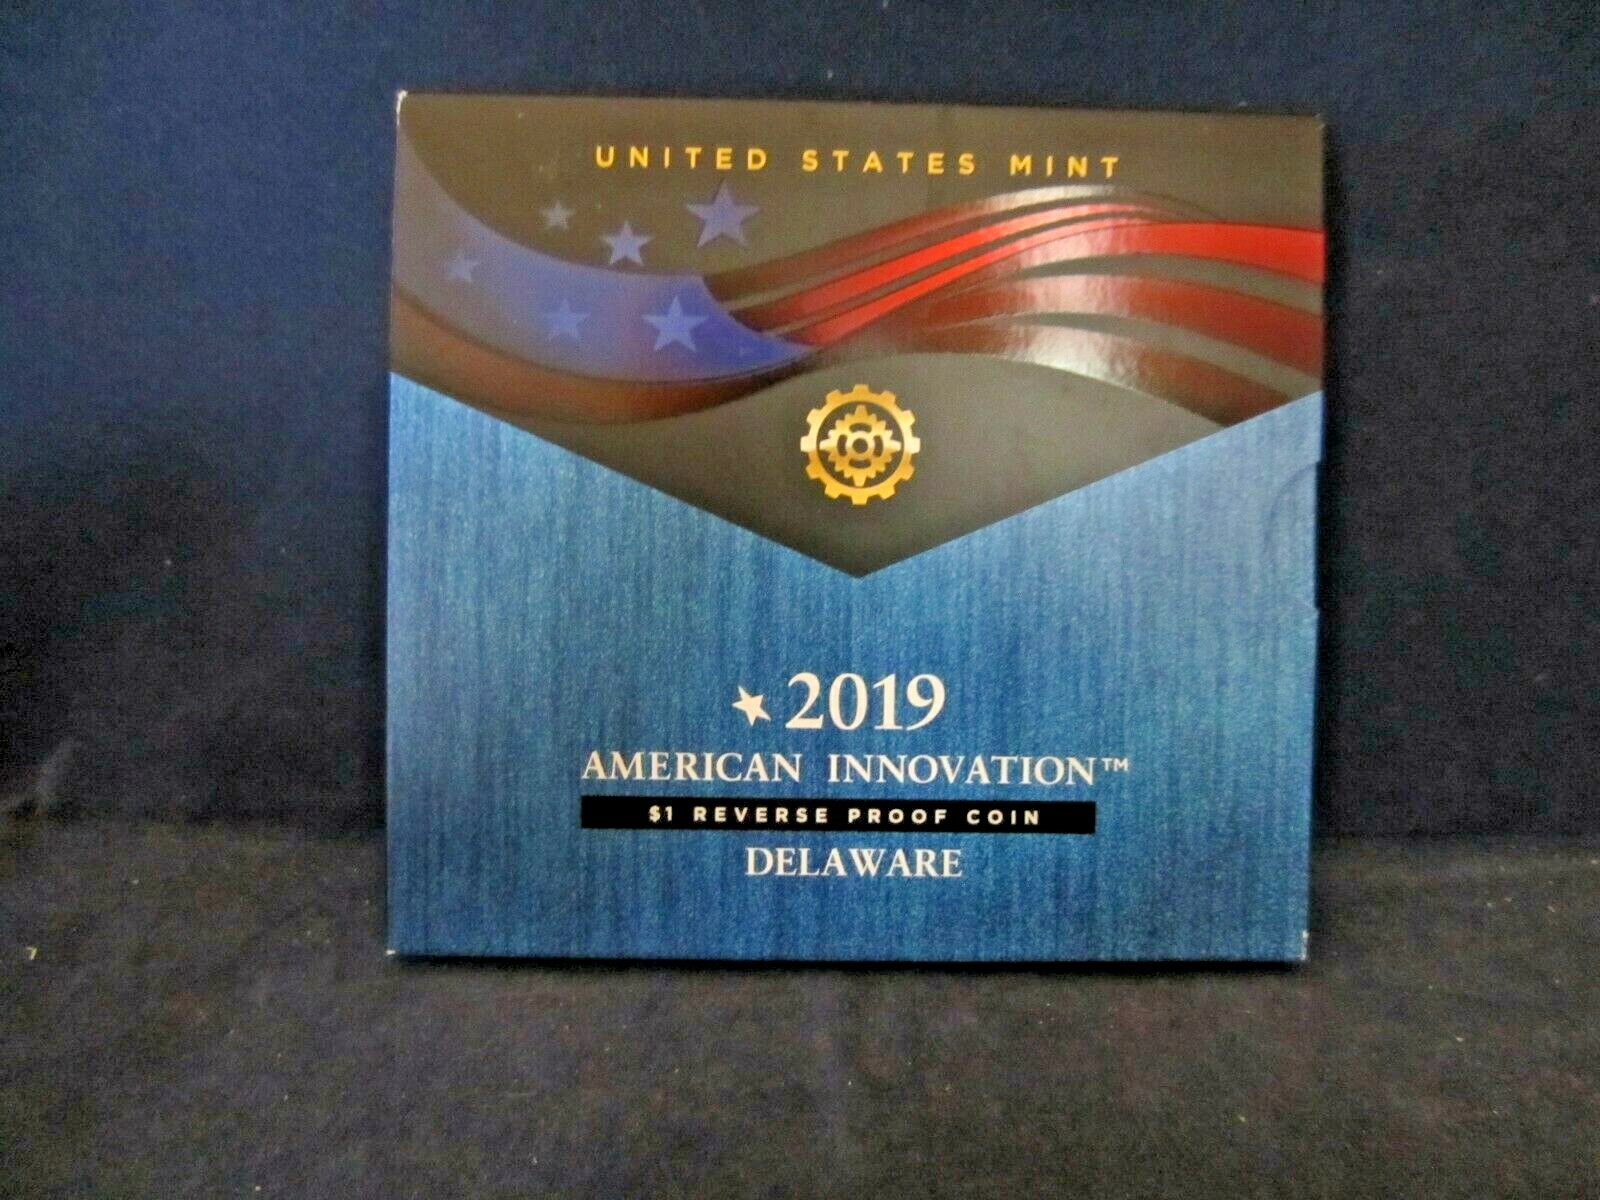 UNITED STATES MINT
2019
AMERICAN INNOVATION™
$1 REVERSE PROOF COIN
DELAWARE